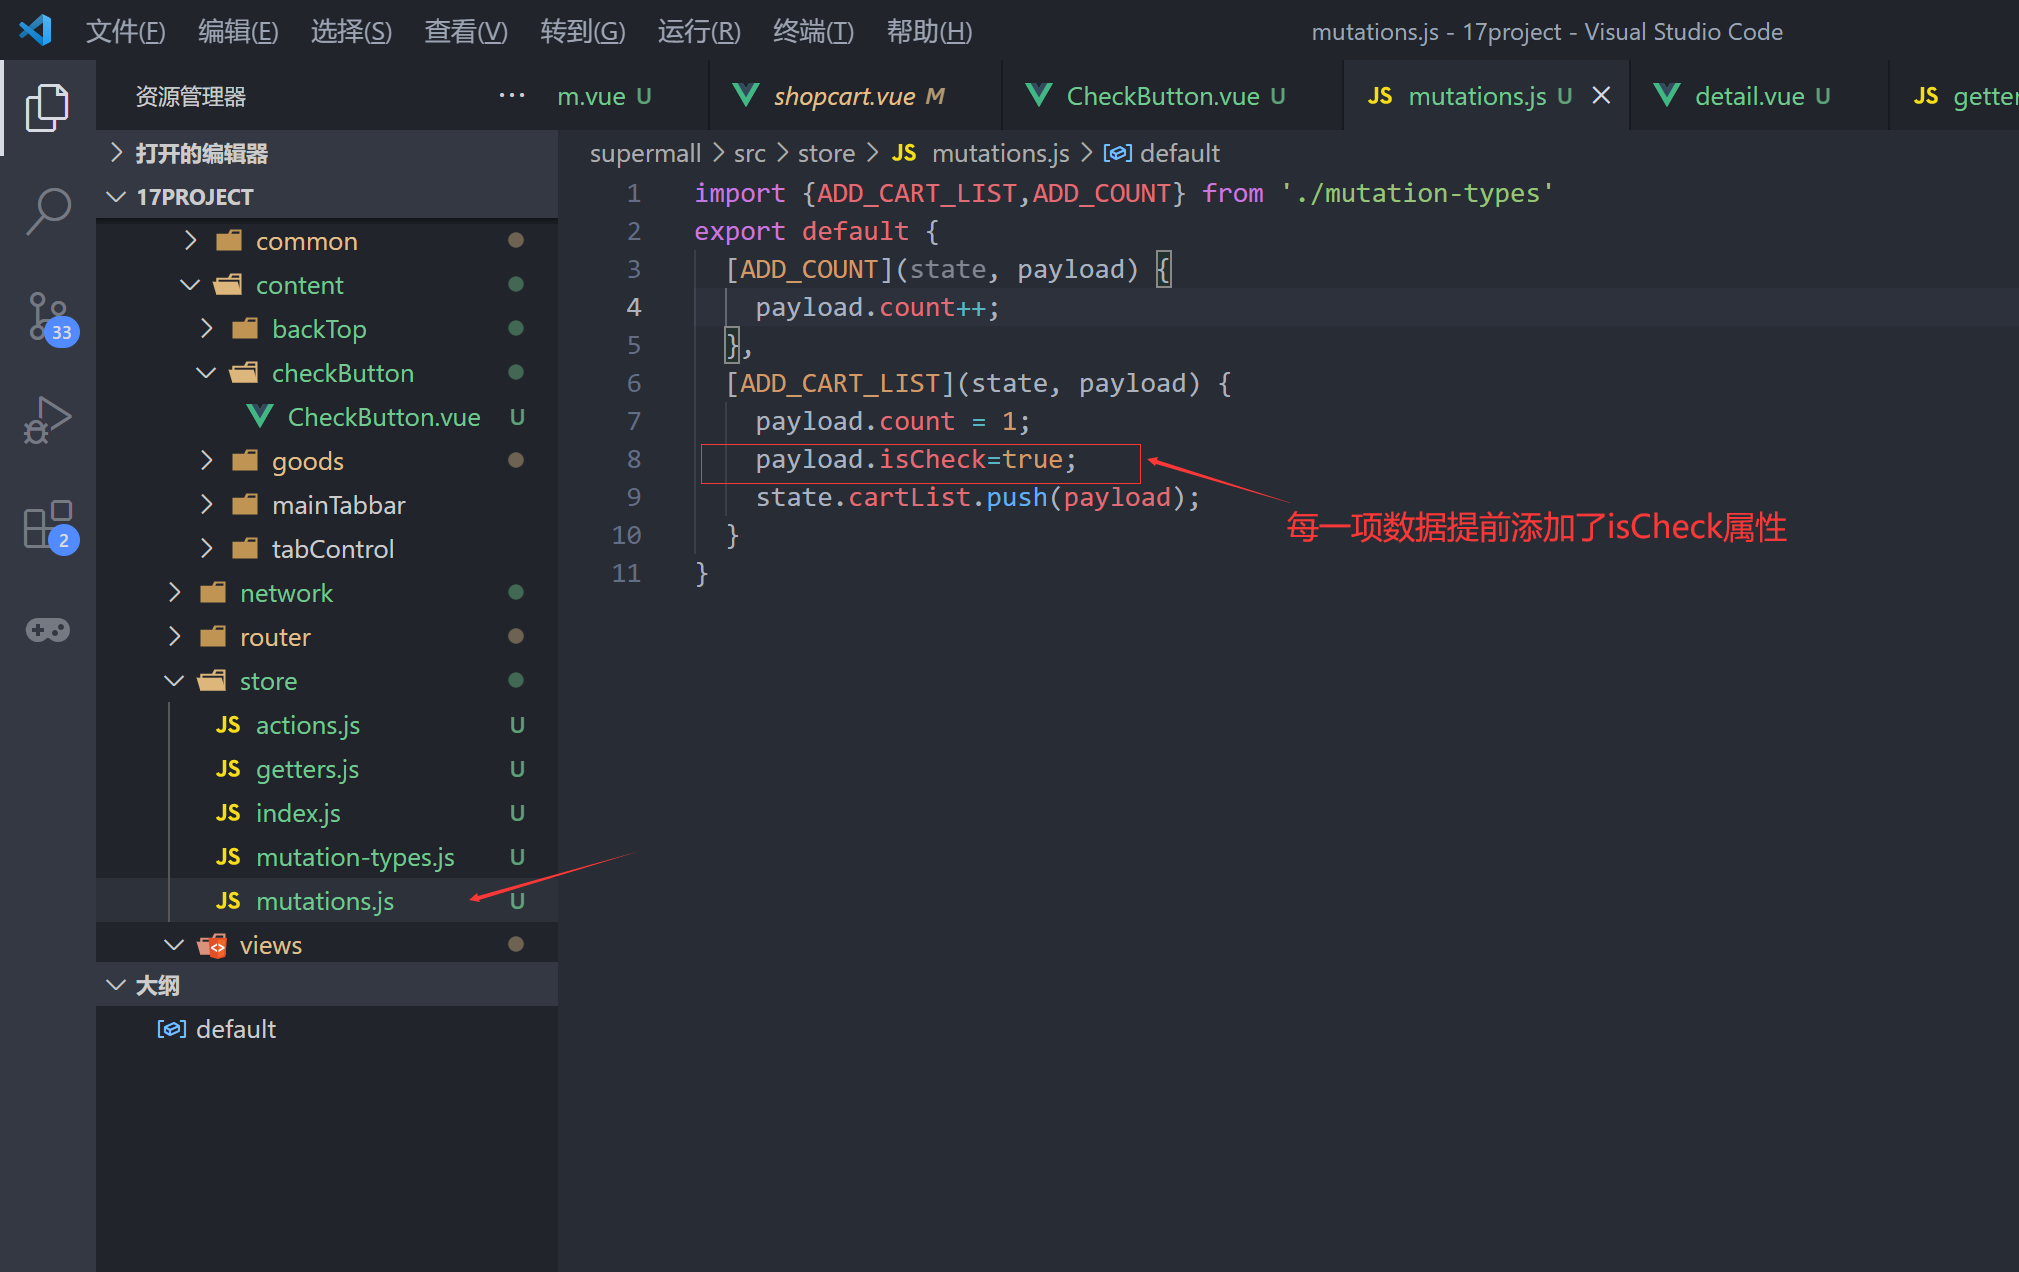 文件(F) 编辑(E) 选择(S) 查看(V) 转到(G) 运行(R) 终端(T) 帮助(H) mutations.js - 17project - Visual Studio Code
资源管理器 ···
m.vue U shopcart.vue M CheckButton.vue U JS mutations.js U detail.vue U JS getter
打开的编辑器
17PROJECT
common
content
backTop
checkButton
CheckButton.vue U
goods
mainTabbar
tabControl
network
router
store
JS actions.js U
JS getters.js U
JS index.js U
JS mutation-types.js U
JS mutations.js U
views
大纲
default
33
2
supermall > src > store > JS mutations.js > default
1 import {ADD_CART_LIST,ADD_COUNT} from './mutation-types'
2 export default {
3 [ADD_COUNT](state, payload) {
4 payload.count++;
5 },
6 [ADD_CART_LIST](state, payload) {
7 payload.count = 1;
8 payload.isCheck=true;
9 state.cartList.push(payload);
10 }
11 }
每一项数据提前添加了isCheck属性